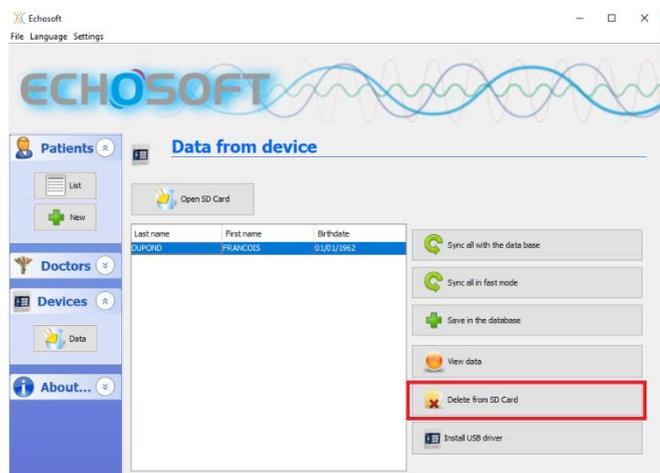 Echosoft
File Language Settings
ECHOSOFT
Patients
List
New
Doctors
Devices
Data
About...
Data from device
Open SD Card
Last name First name Birthdate
DUPOND FRANCOIS 01/01/1962
Sync all with the data base
Sync all in fast mode
Save in the database
View data
Delete from SD Card
Install USB driver